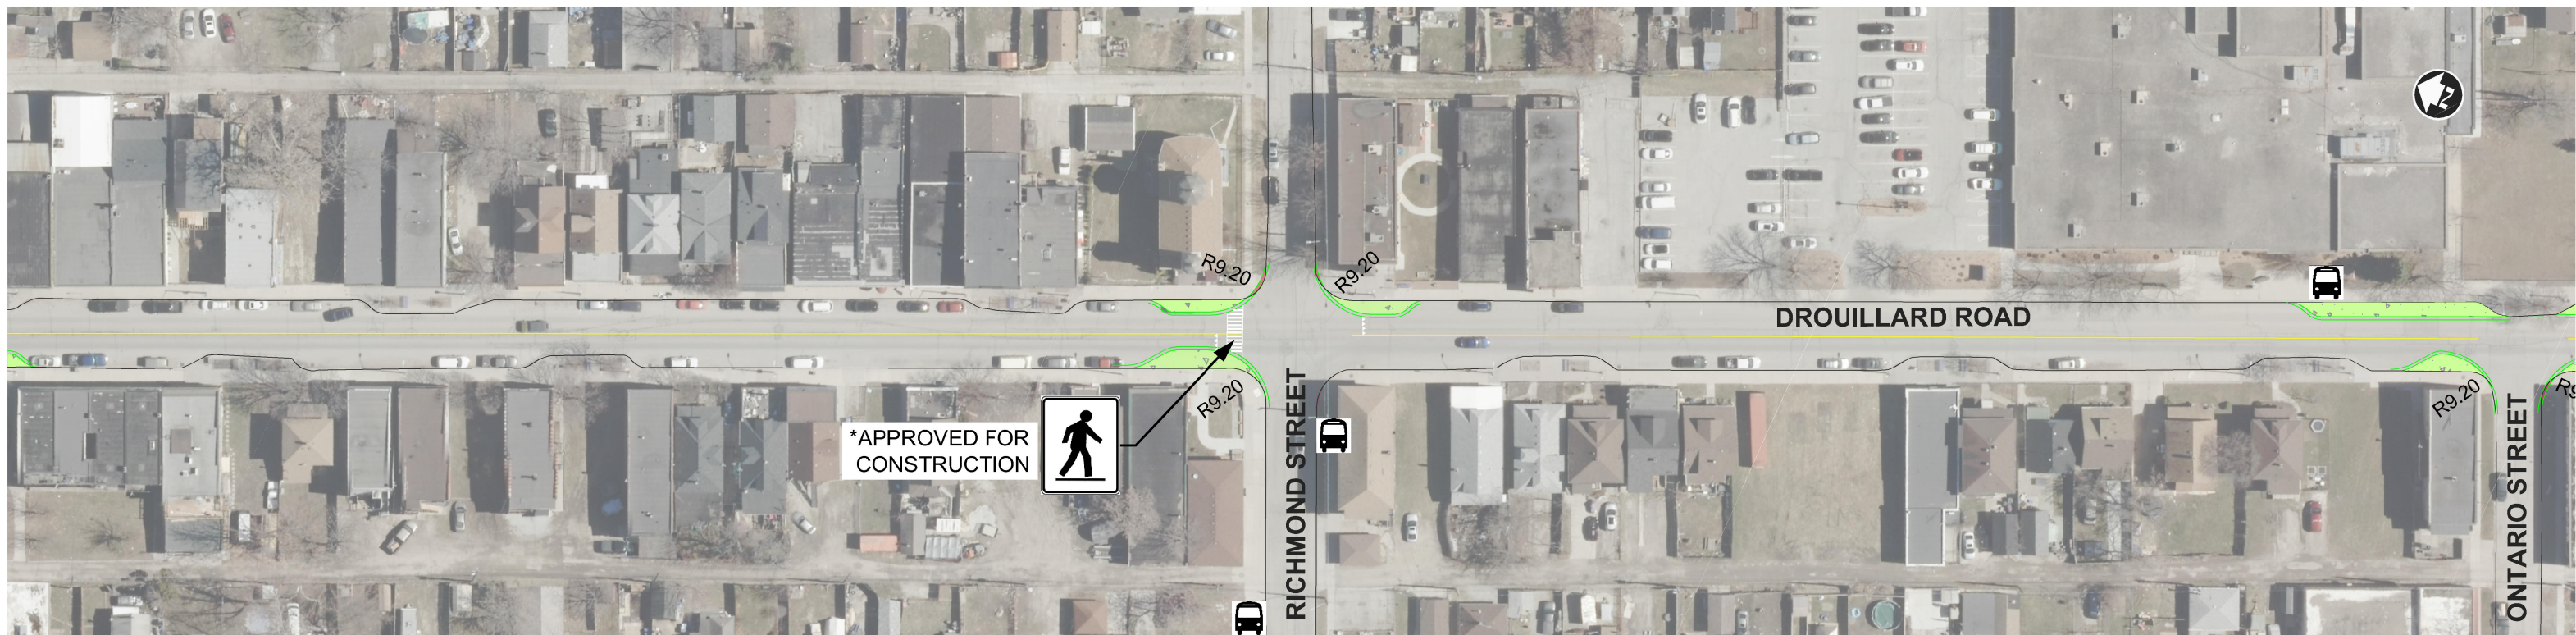 N
R9.20
R9.20
DROUILLARD ROAD
R9.20
R9.20
*APPROVED FOR
CONSTRUCTION
RICHMOND STREET
ONTARIO STREET